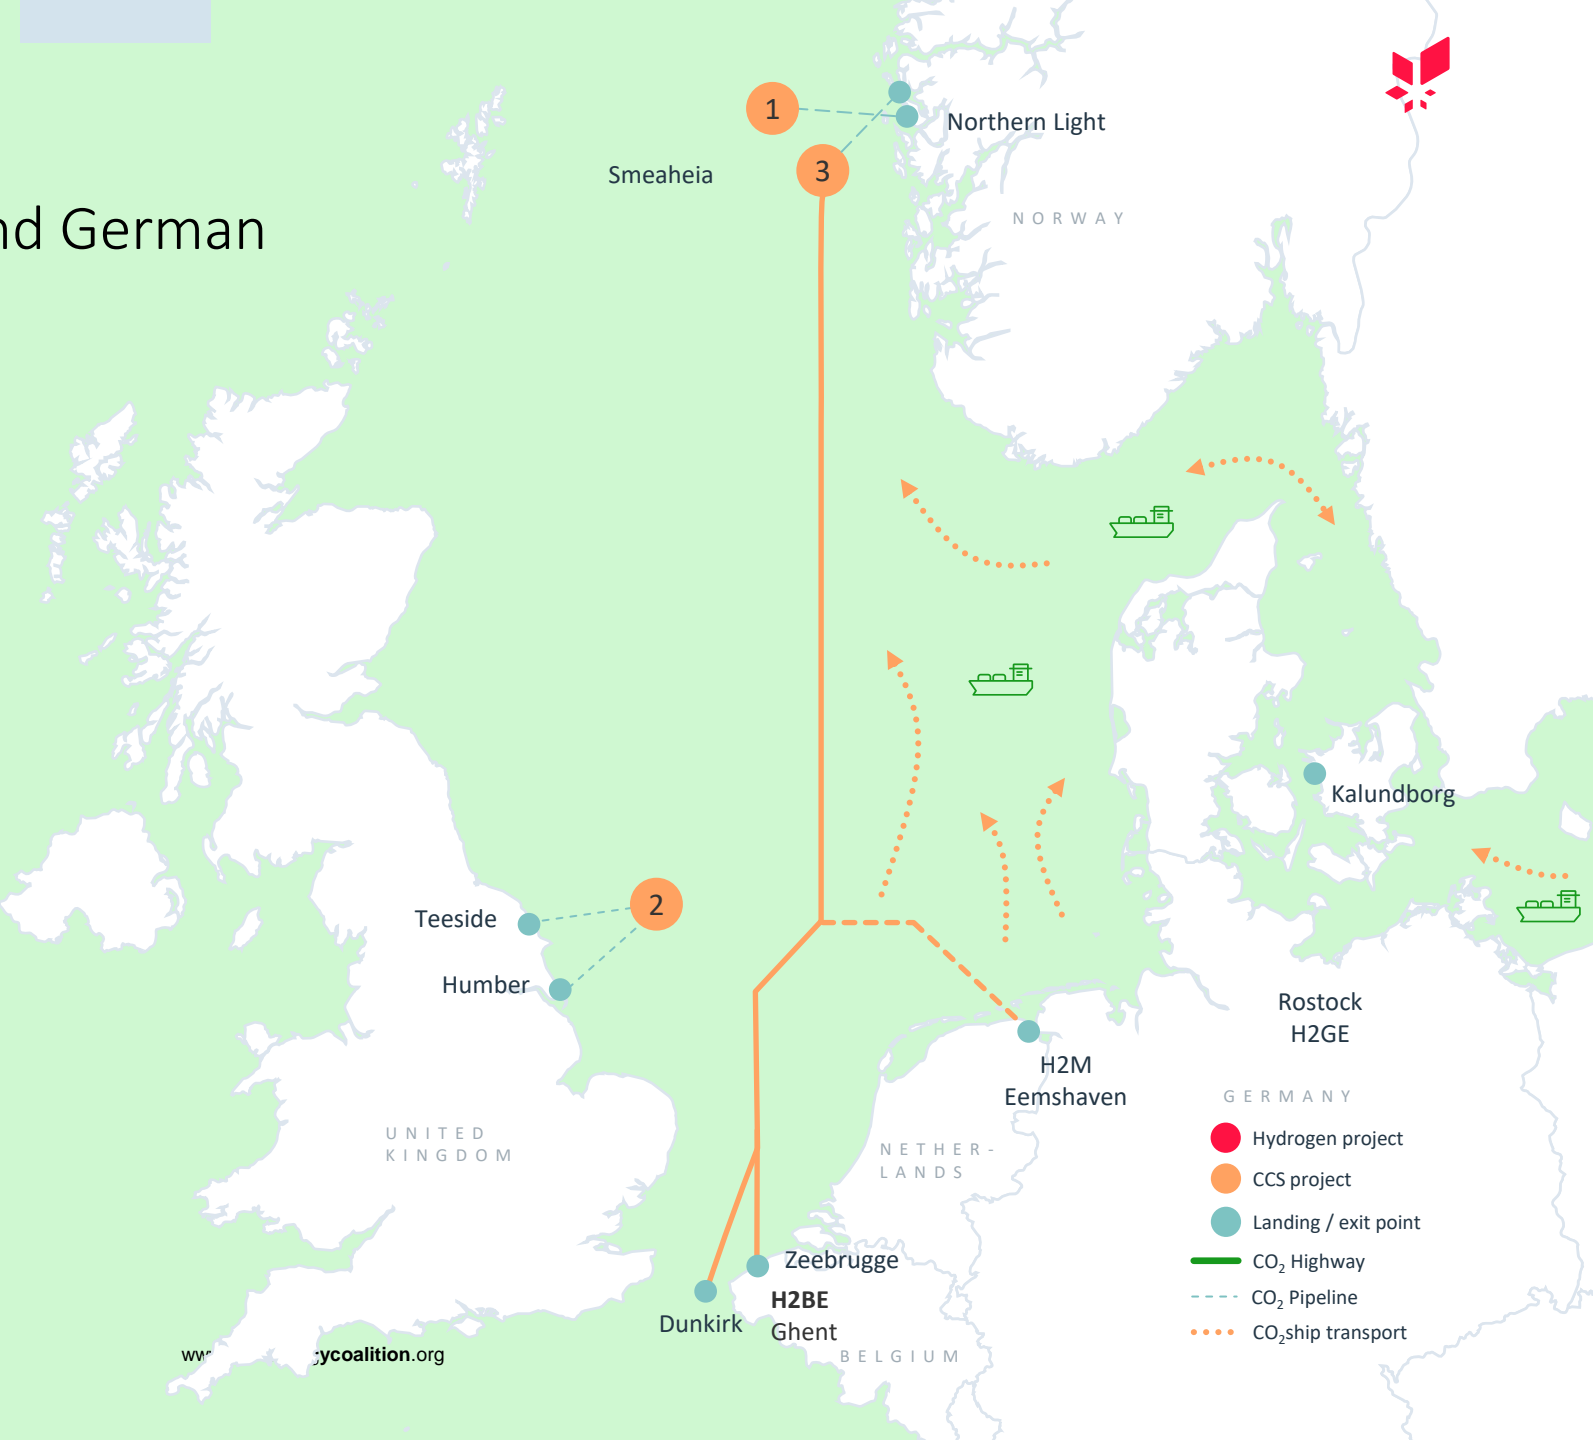 1
Northern Light
3
Smeaheia
NORWAY
nd German
Kalundborg
2
Teeside
Humber
Rostock
H2GE
H2M
Eemshaven
GERMANY
UNITED
KINGDOM
NETHER-
LANDS
Hydrogen project
CCS project
Landing / exit point
CO₂ Highway
CO₂ Pipeline
CO₂ship transport
Zeebrugge
H2BE
Ghent
Dunkirk
BELGIUM
ycoalition.org